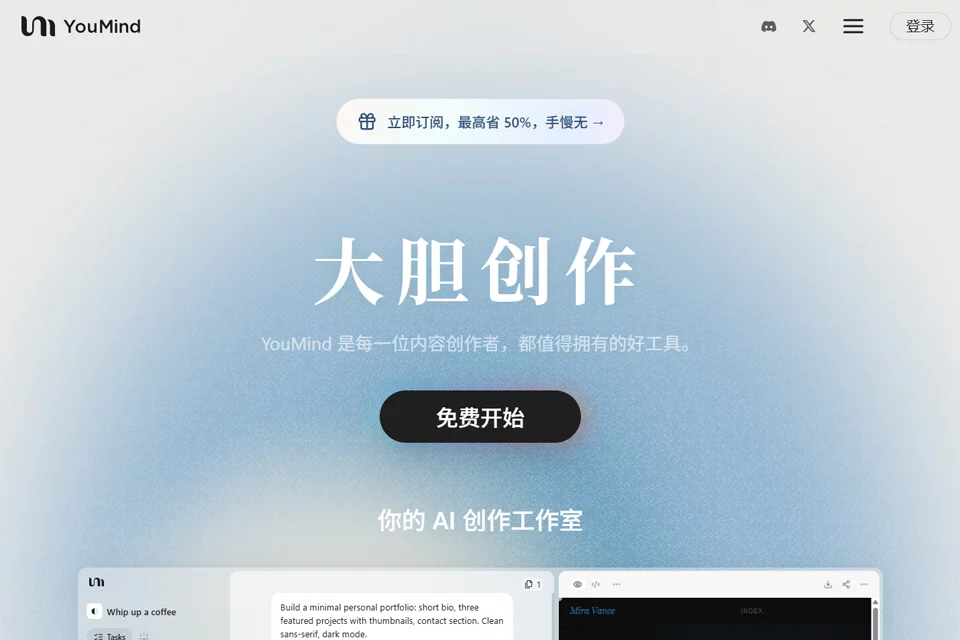 YouMind
登录
立即订阅，最高省 50%，手慢无 →
大胆创作
YouMind 是每一位内容创作者，都值得拥有的好工具。
免费开始
你的 AI 创作工作室
1
Whip up a coffee
Build a minimal personal portfolio: short bio, three
featured projects with thumbnails, contact section. Clean
sans-serif, dark mode.
Tasks
Mira Vance
INDEX